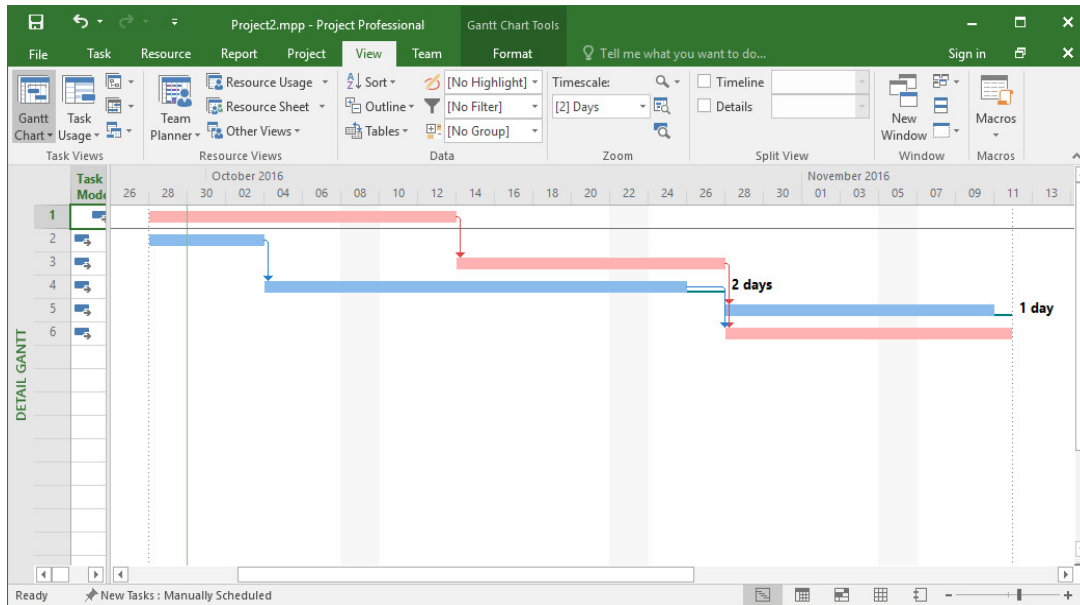 Project2.mpp - Project Professional
Gantt Chart Tools
File Task Resource Report Project View Team Format Tell me what you want to do... Sign in
Gantt Chart
Task Usage
Team Planner
Resource Usage
Resource Sheet
Other Views
Sort
Outline
Tables
[No Highlight]
[No Filter]
[No Group]
Timescale:
[2] Days
Timeline
Details
New Window
Macros
Task Views Resource Views Data Zoom Split View Window Macros
Task Mode
October 2016 November 2016
26 28 30 02 04 06 08 10 12 14 16 18 20 22 24 26 28 30 01 03 05 07 09 11 13
1
2
3
4 2 days
5 1 day
6
DETAIL GANTT
Ready New Tasks : Manually Scheduled